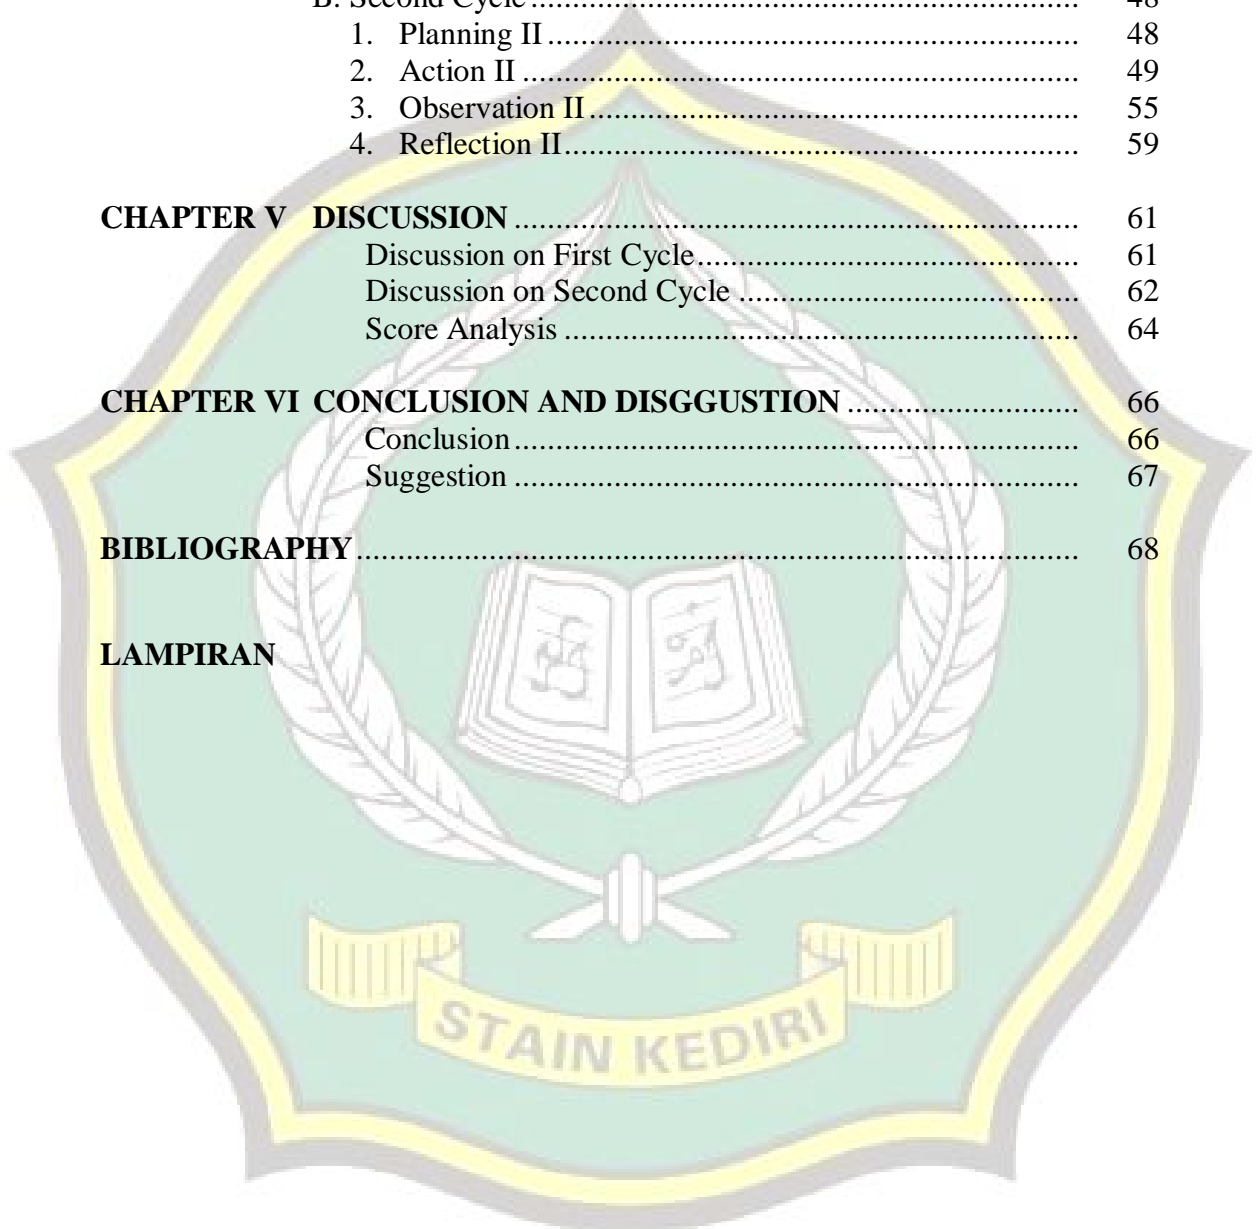 B. Second Cycle ........ 48
1. Planning II ........ 48
2. Action II ........ 49
3. Observation II ........ 55
4. Reflection II ........ 59
CHAPTER V DISCUSSION ........ 61
Discussion on First Cycle ........ 61
Discussion on Second Cycle ........ 62
Score Analysis ........ 64
CHAPTER VI CONCLUSION AND DISGGUSTION ........ 66
Conclusion ........ 66
Suggestion ........ 67
BIBLIOGRAPHY ........ 68
LAMPIRAN
STAIN KEDIRI